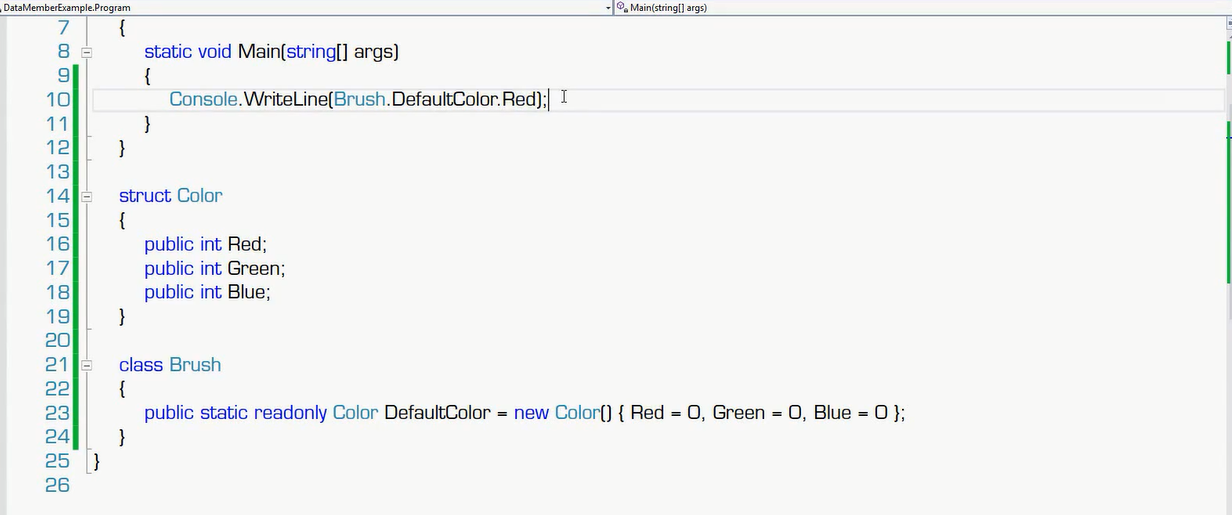 DataMemberExample.Program Main(string[] args)
7 {
8 static void Main(string[] args)
9 {
10 Console.WriteLine(Brush.DefaultColor.Red);
11 }
12 }
13
14 struct Color
15 {
16 public int Red;
17 public int Green;
18 public int Blue;
19 }
20
21 class Brush
22 {
23 public static readonly Color DefaultColor = new Color() { Red = 0, Green = 0, Blue = 0 };
24 }
25 }
26